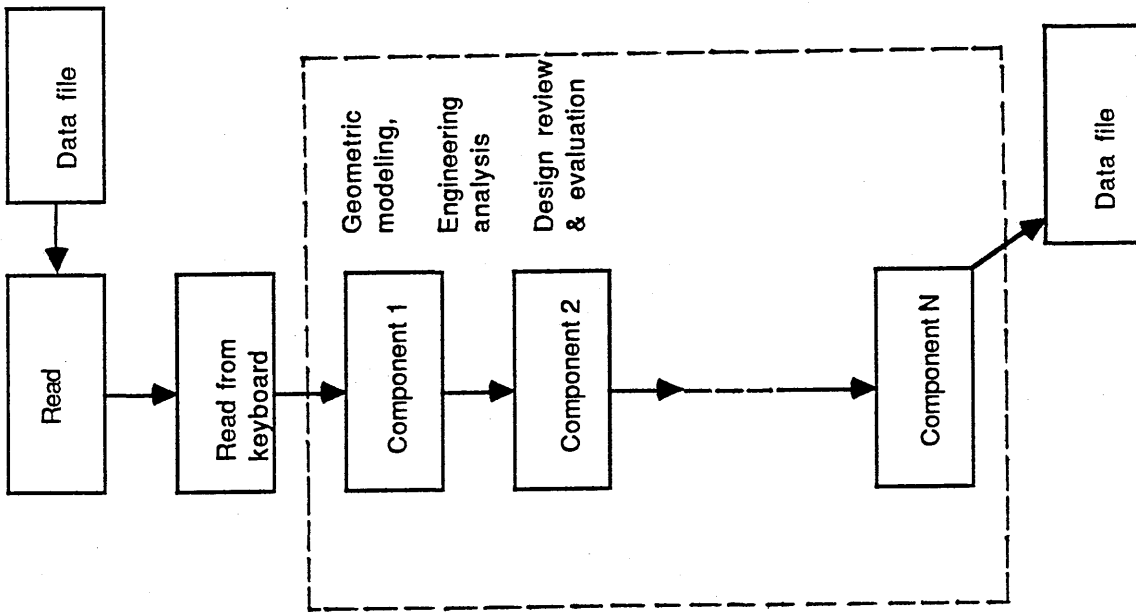 Data file
Read
Read from
keyboard
Geometric
modeling,
Engineering
analysis
Design review
& evaluation
Component 1
Component 2
Component N
Data file